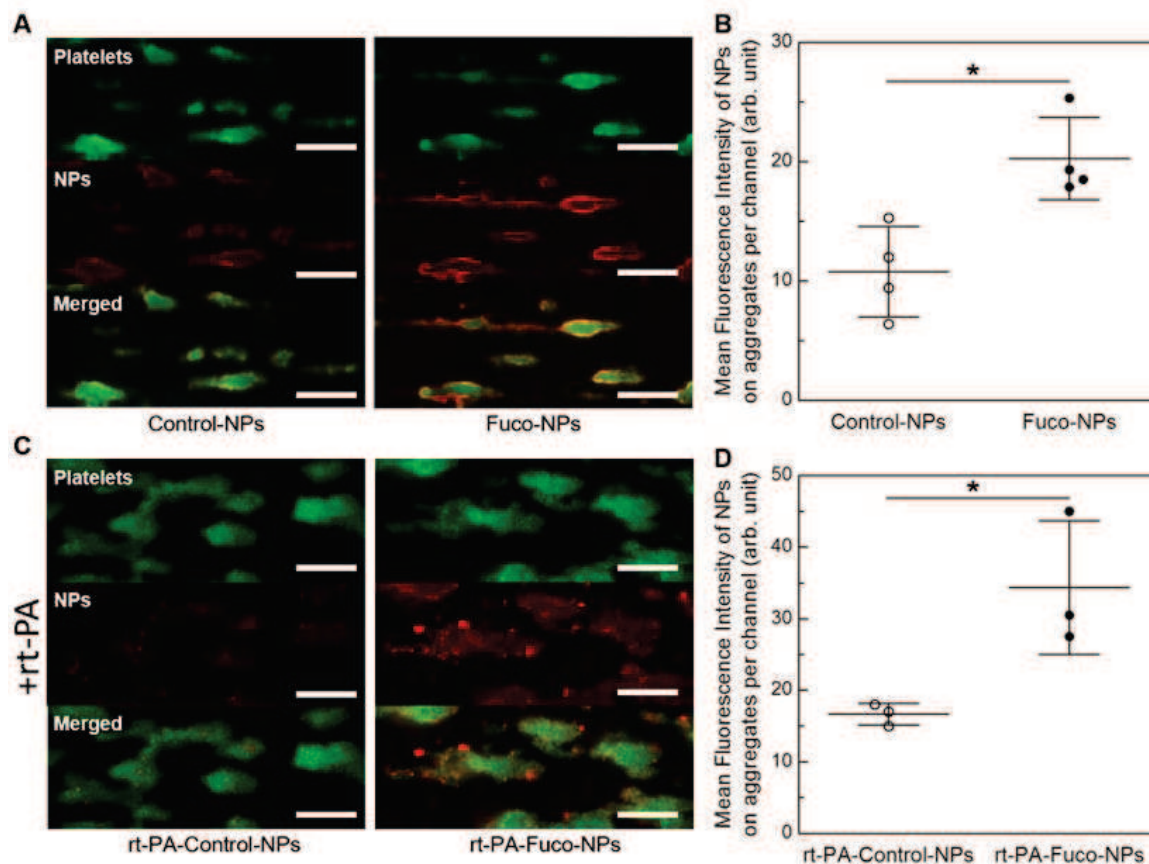 A
Platelets
NPs
Merged
Control-NPs
Fuco-NPs
B
Mean Fluorescence Intensity of NPs
on aggregates per channel (arb. unit)
30
20
10
0
*
Control-NPs
Fuco-NPs
C
+rt-PA
Platelets
NPs
Merged
rt-PA-Control-NPs
rt-PA-Fuco-NPs
D
Mean Fluorescence Intensity of NPs
on aggregates per channel (arb. unit)
50
40
30
20
10
0
*
rt-PA-Control-NPs
rt-PA-Fuco-NPs